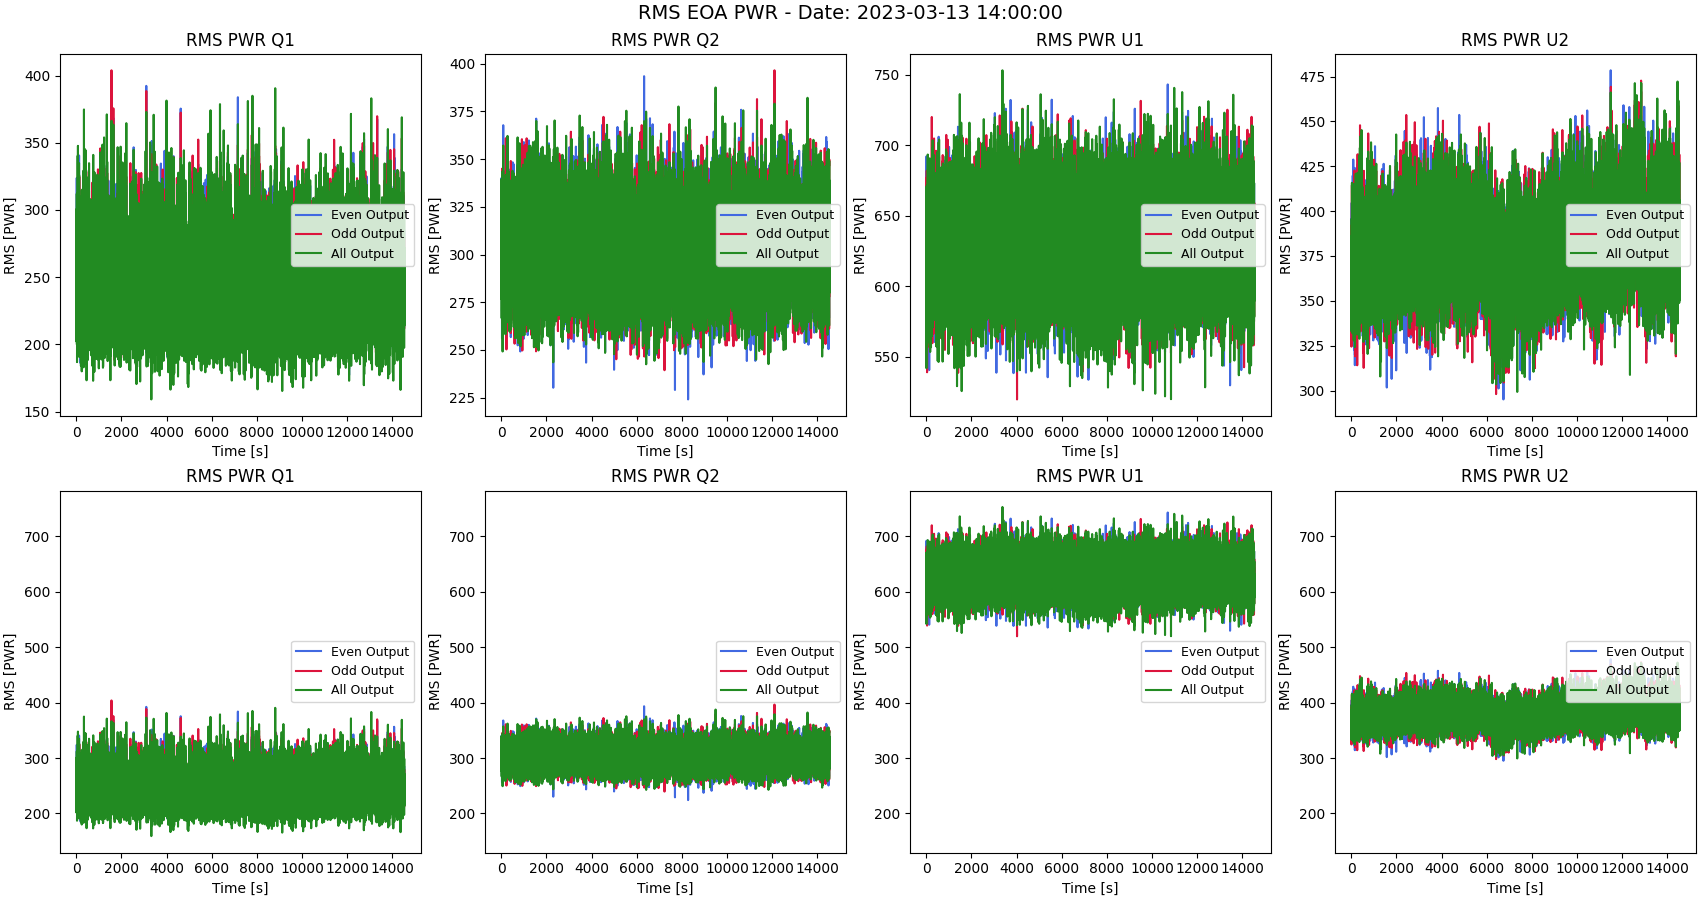 RMS EOA PWR - Date: 2023-03-13 14:00:00
RMS PWR Q1
RMS [PWR]
400
350
300
250
200
150
Even Output
Odd Output
All Output
0 2000 4000 6000 8000 10000 12000 14000
Time [s]
RMS PWR Q2
RMS [PWR]
400
375
350
325
300
275
250
225
Even Output
Odd Output
All Output
0 2000 4000 6000 8000 10000 12000 14000
Time [s]
RMS PWR U1
RMS [PWR]
750
700
650
600
550
Even Output
Odd Output
All Output
0 2000 4000 6000 8000 10000 12000 14000
Time [s]
RMS PWR U2
RMS [PWR]
475
450
425
400
375
350
325
300
Even Output
Odd Output
All Output
0 2000 4000 6000 8000 10000 12000 14000
Time [s]
RMS PWR Q1
RMS [PWR]
700
600
500
400
300
200
Even Output
Odd Output
All Output
0 2000 4000 6000 8000 10000 12000 14000
Time [s]
RMS PWR Q2
RMS [PWR]
700
600
500
400
300
200
Even Output
Odd Output
All Output
0 2000 4000 6000 8000 10000 12000 14000
Time [s]
RMS PWR U1
RMS [PWR]
700
600
500
400
300
200
Even Output
Odd Output
All Output
0 2000 4000 6000 8000 10000 12000 14000
Time [s]
RMS PWR U2
RMS [PWR]
700
600
500
400
300
200
Even Output
Odd Output
All Output
0 2000 4000 6000 8000 10000 12000 14000
Time [s]